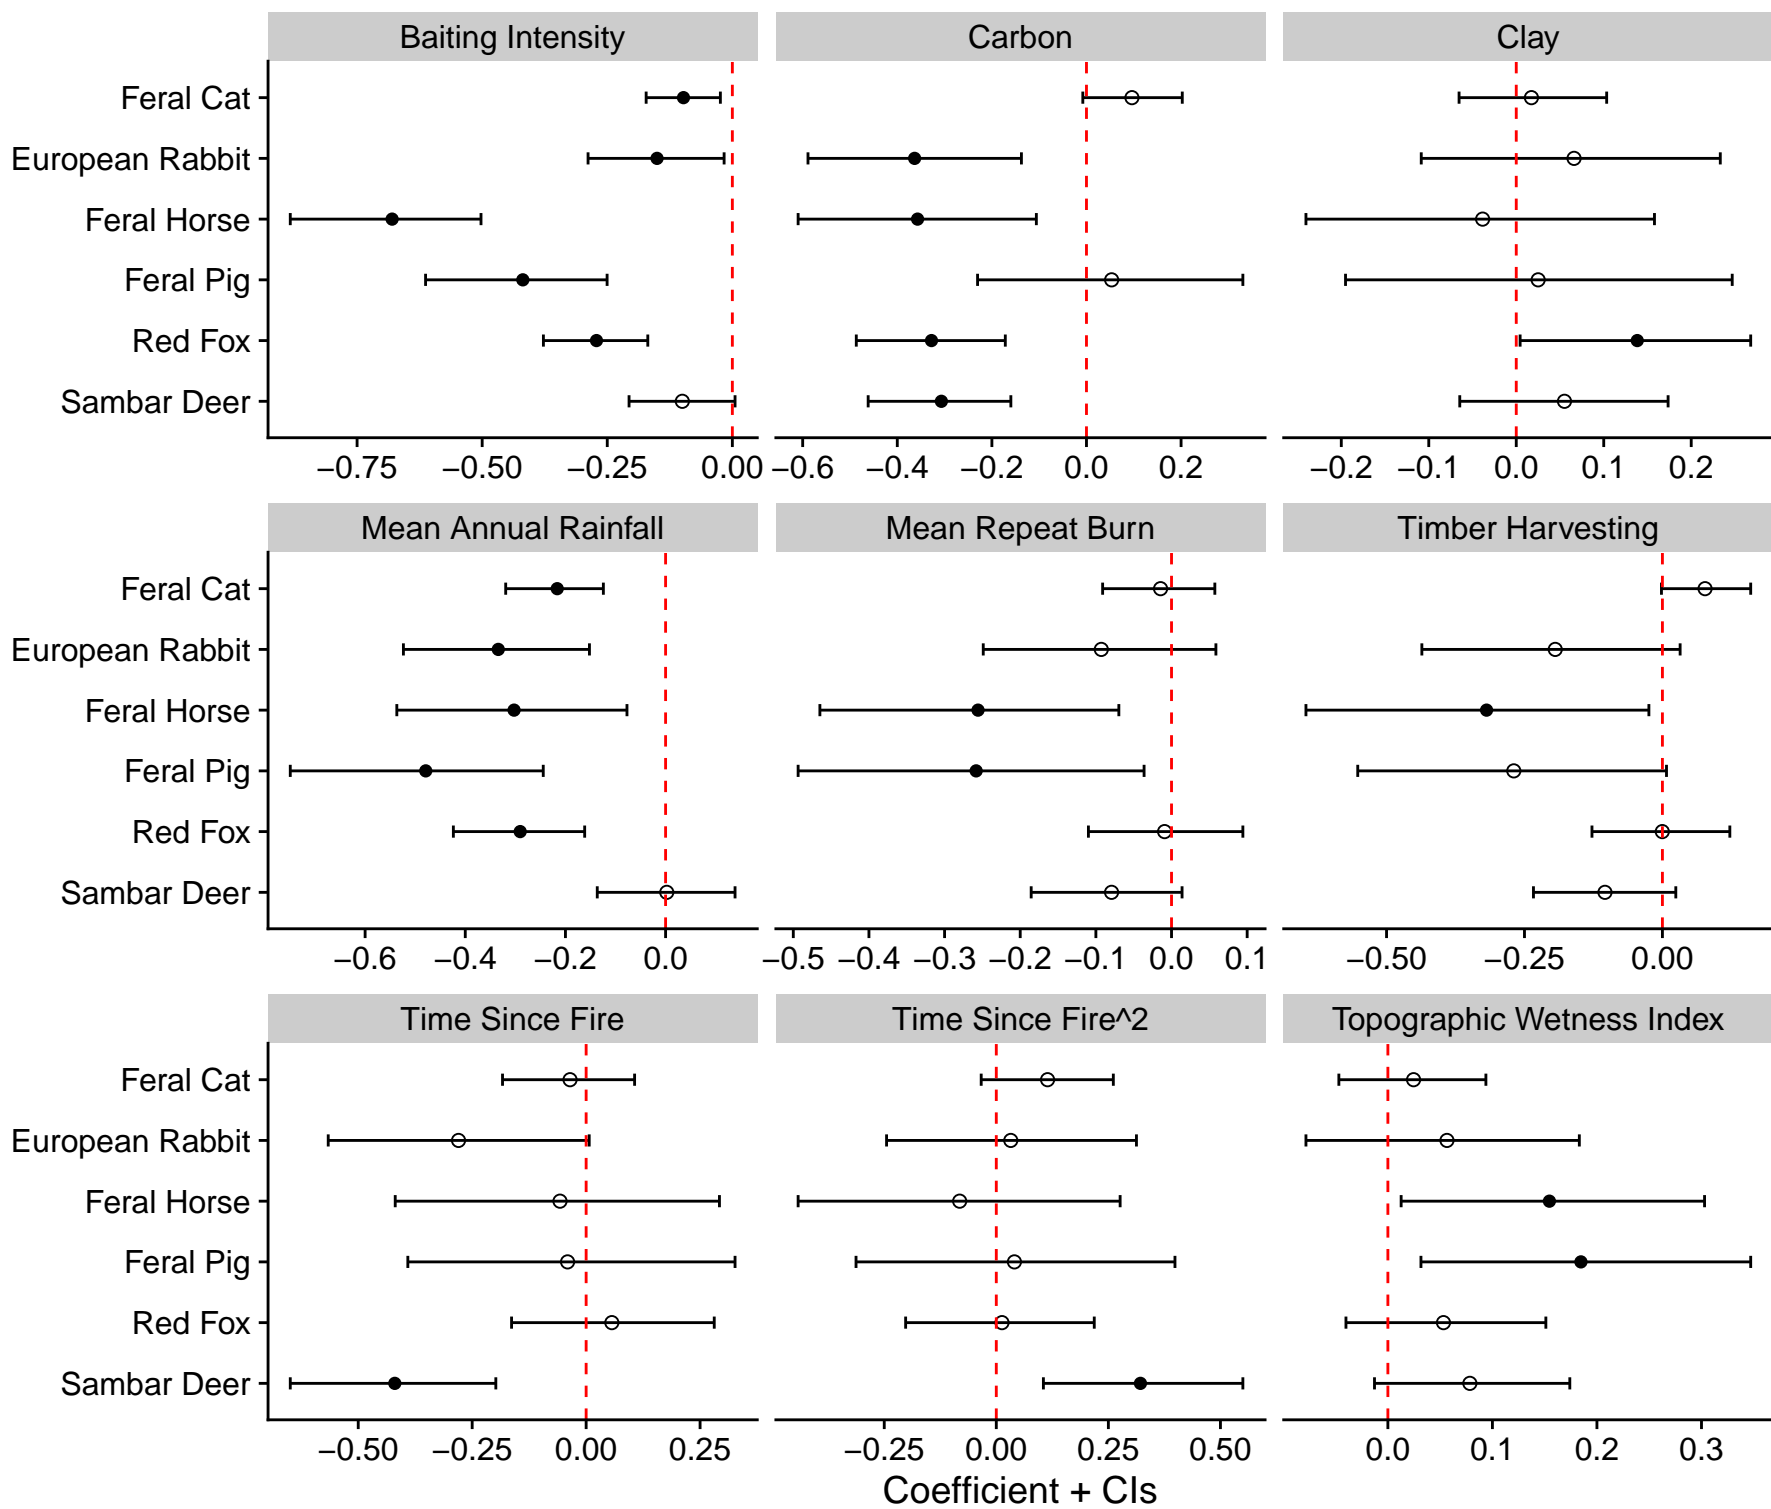 Baiting Intensity Carbon Clay
Feral Cat
European Rabbit
Feral Horse
Feral Pig
Red Fox
Sambar Deer
−0.75 −0.50 −0.25 0.00 −0.6 −0.4 −0.2 0.0 0.2 −0.2 −0.1 0.0 0.1 0.2
Mean Annual Rainfall Mean Repeat Burn Timber Harvesting
Feral Cat
European Rabbit
Feral Horse
Feral Pig
Red Fox
Sambar Deer
−0.6 −0.4 −0.2 0.0 −0.5 −0.4 −0.3 −0.2 −0.1 0.0 0.1 −0.50 −0.25 0.00
Time Since Fire Time Since Fire^2 Topographic Wetness Index
Feral Cat
European Rabbit
Feral Horse
Feral Pig
Red Fox
Sambar Deer
−0.50 −0.25 0.00 0.25 −0.25 0.00 0.25 0.50 0.0 0.1 0.2 0.3
Coefficient + CIs